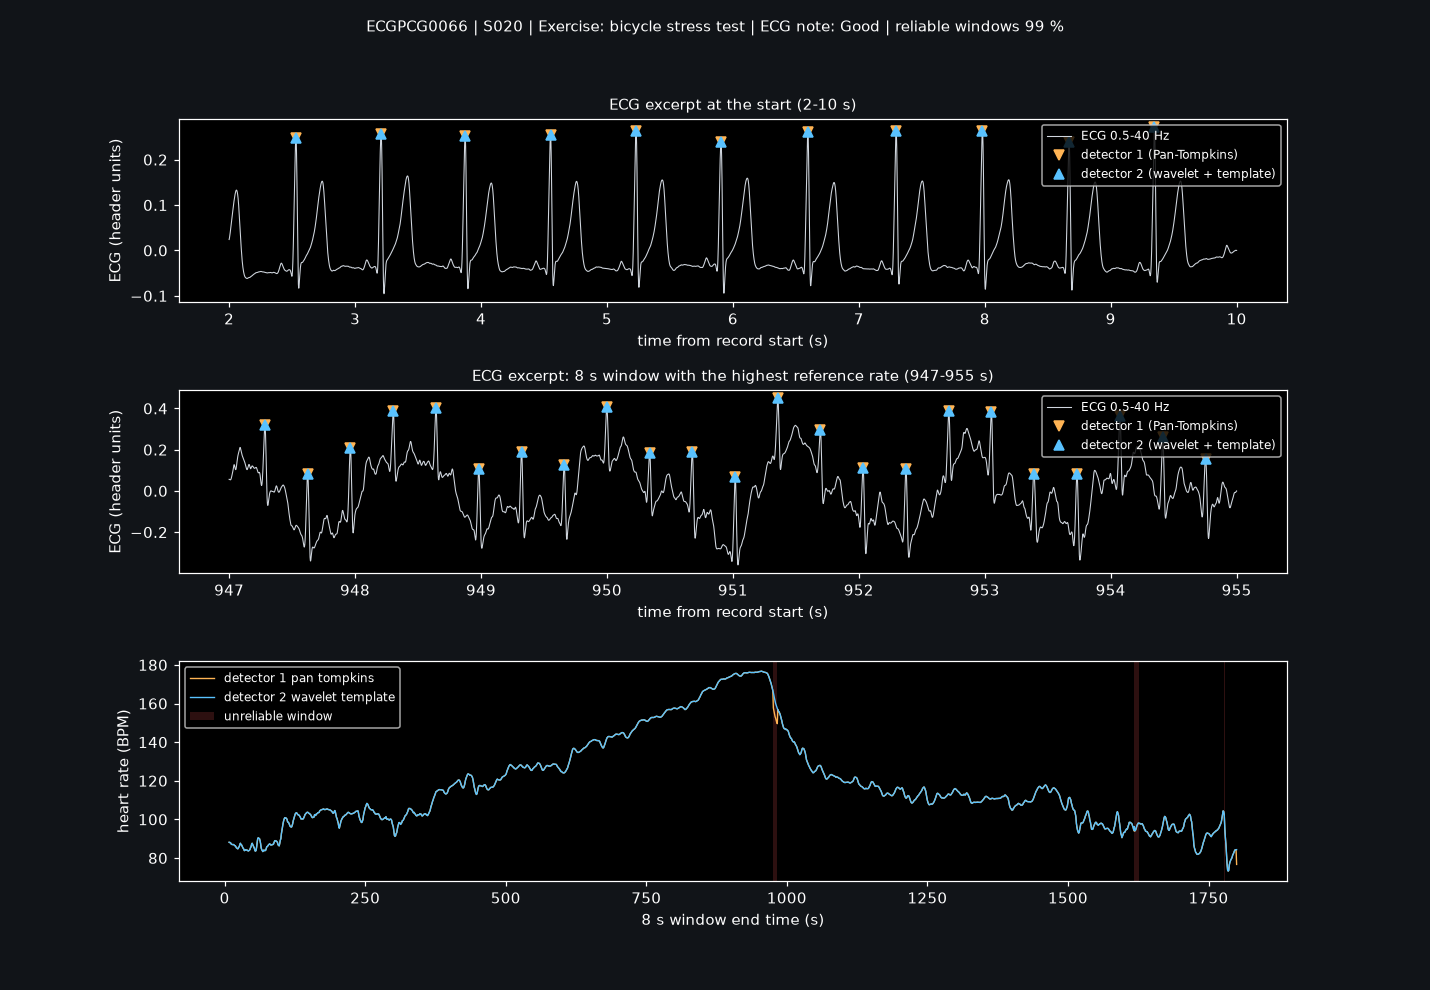 ECGPCG0066 | S020 | Exercise: bicycle stress test | ECG note: Good | reliable windows 99 %
ECG excerpt at the start (2-10 s)
ECG (header units)
0.2
0.1
0.0
−0.1
ECG 0.5-40 Hz
detector 1 (Pan-Tompkins)
detector 2 (wavelet + template)
2 3 4 5 6 7 8 9 10
time from record start (s)
ECG excerpt: 8 s window with the highest reference rate (947-955 s)
ECG (header units)
0.4
0.2
0.0
−0.2
ECG 0.5-40 Hz
detector 1 (Pan-Tompkins)
detector 2 (wavelet + template)
947 948 949 950 951 952 953 954 955
time from record start (s)
heart rate (BPM)
180
160
140
120
100
80
detector 1 pan tompkins
detector 2 wavelet template
unreliable window
0 250 500 750 1000 1250 1500 1750
8 s window end time (s)